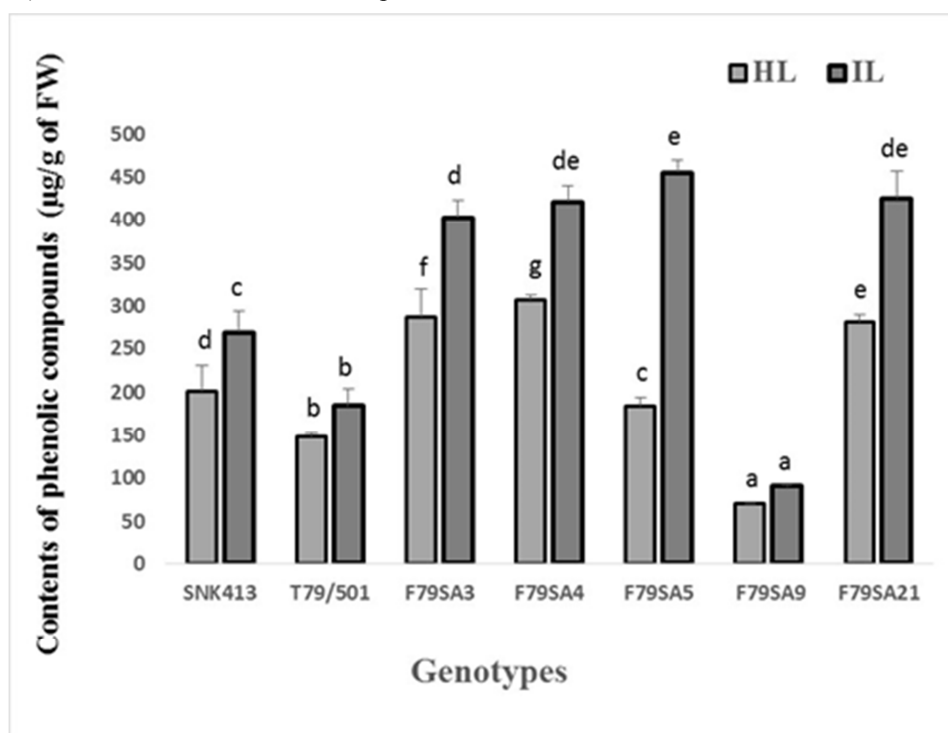 HL IL
Contents of phenolic compounds (µg/g of FW)
500
450
400
350
300
250
200
150
100
50
0
d c b b f d g de c e a a e de
SNK413 T79/501 F79SA3 F79SA4 F79SA5 F79SA9 F79SA21
Genotypes